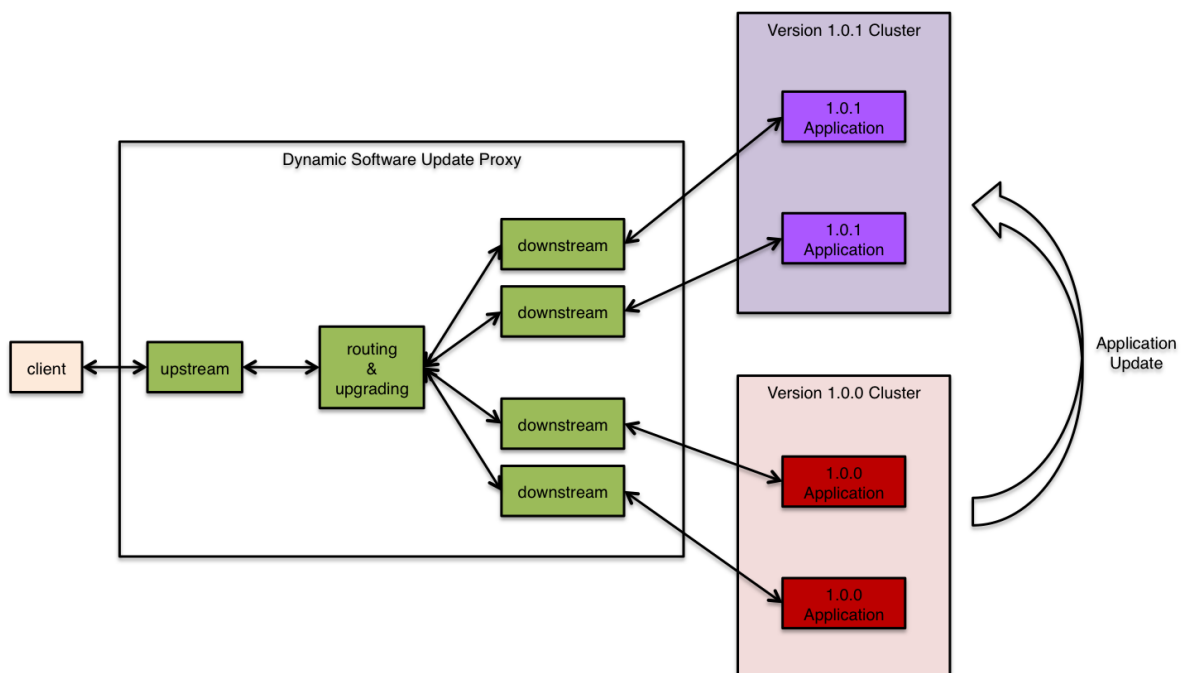 Version 1.0.1 Cluster
1.0.1
Application
1.0.1
Application
Dynamic Software Update Proxy
downstream
downstream
client
upstream
routing
&
upgrading
downstream
downstream
Version 1.0.0 Cluster
1.0.0
Application
1.0.0
Application
Application
Update